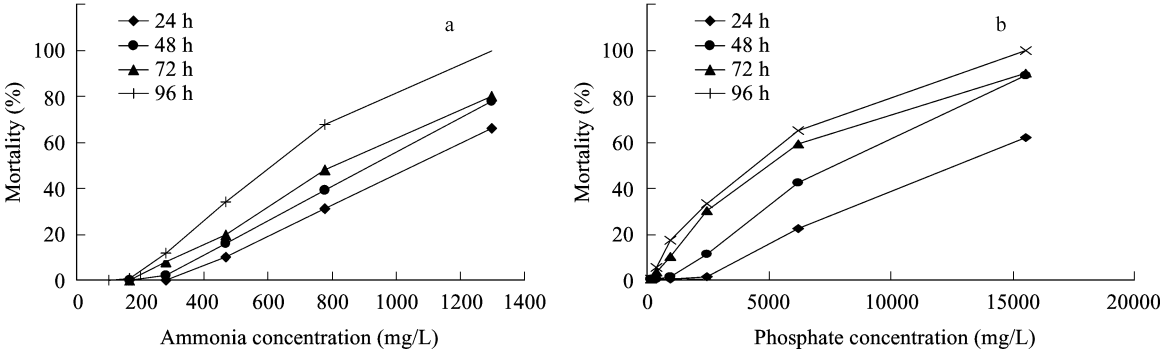 24 h
48 h
72 h
96 h
a
100
80
60
40
20
0
Mortality (%)
0 200 400 600 800 1000 1200 1400
Ammonia concentration (mg/L)
24 h
48 h
72 h
96 h
b
100
80
60
40
20
0
Mortality (%)
0 5000 10000 15000 20000
Phosphate concentration (mg/L)